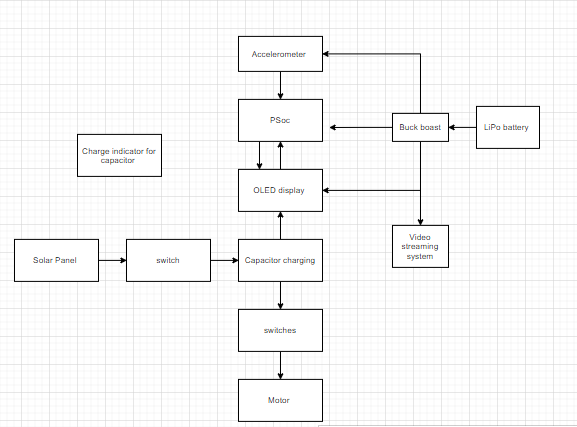 Accelerometer
PSoc
Buck boast
LiPo battery
Charge indicator for
capacitor
OLED display
Video
streaming
system
Solar Panel
switch
Capacitor charging
switches
Motor